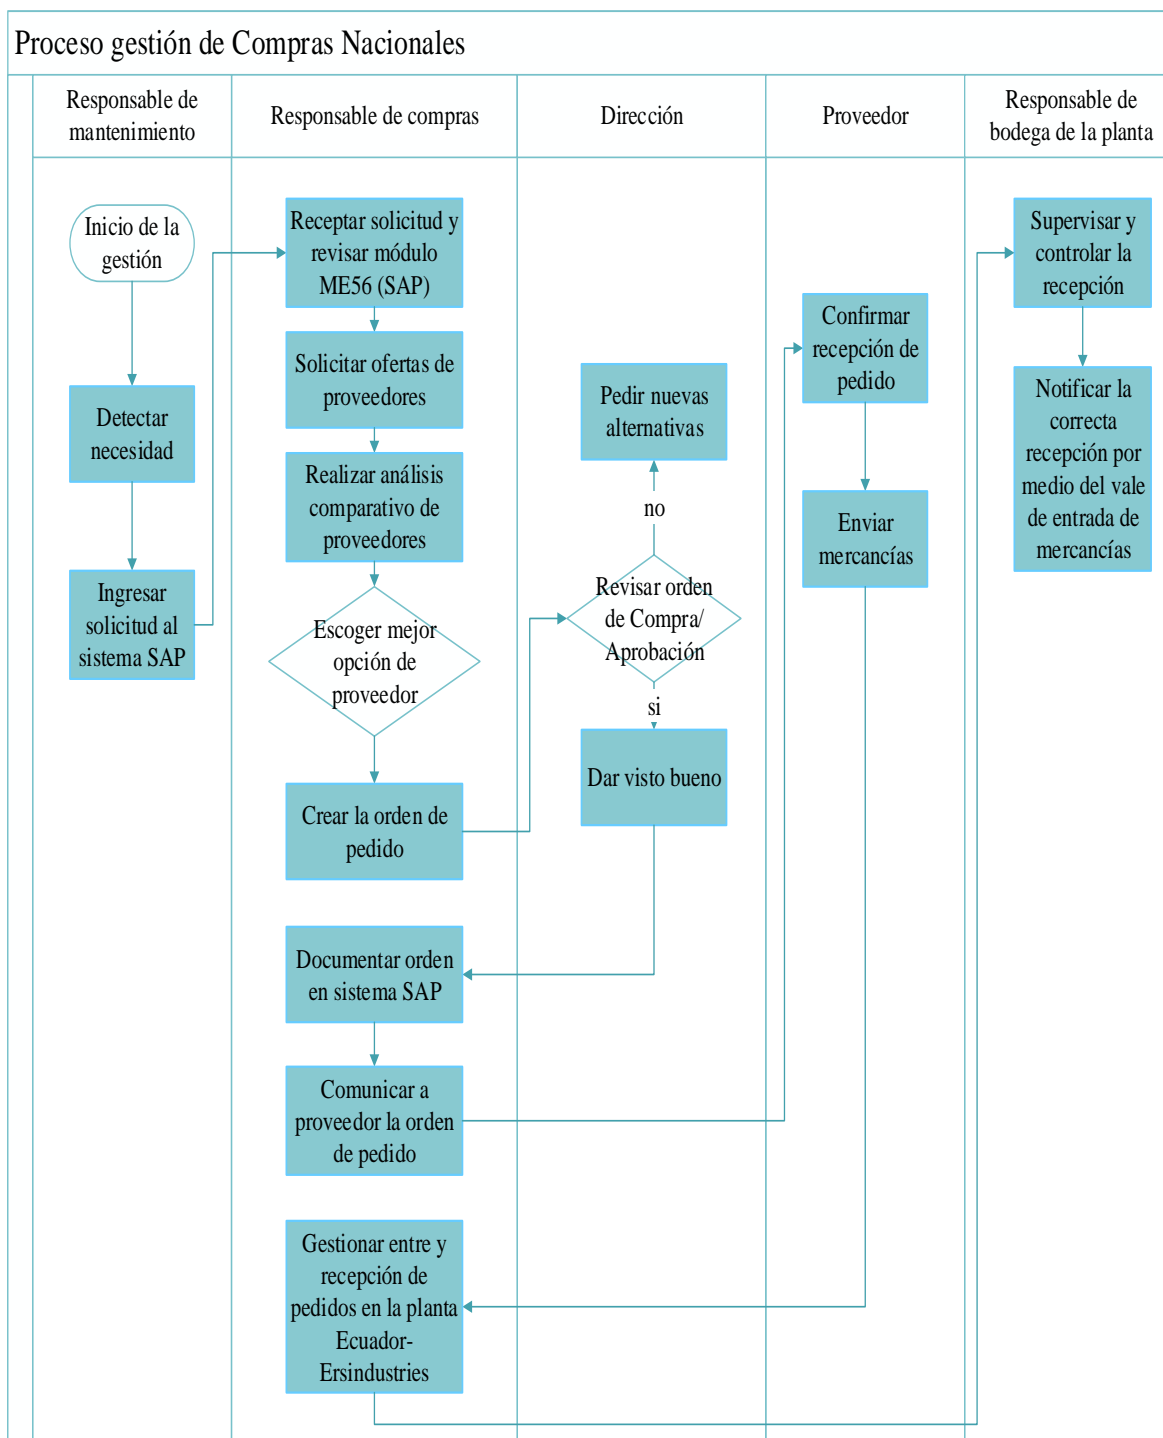 Proceso gestión de Compras Nacionales
Responsable de
mantenimiento
Responsable de compras
Dirección
Proveedor
Responsable de
bodega de la planta
Inicio de la
gestión
Detectar
necesidad
Ingresar
solicitud al
sistema SAP
Receptar solicitud y
revisar módulo
ME56 (SAP)
Solicitar ofertas de
proveedores
Realizar análisis
comparativo de
proveedores
Escoger mejor
opción de
proveedor
Crear la orden de
pedido
Documentar orden
en sistema SAP
Comunicar a
proveedor la orden
de pedido
Gestionar entre y
recepción de
pedidos en la planta
Ecuador-
Ersindustries
Pedir nuevas
alternativas
no
Revisar orden
de Compra/
Aprobación
si
Dar visto bueno
Confirmar
recepción de
pedido
Enviar
mercancías
Supervisar y
controlar la
recepción
Notificar la
correcta
recepción por
medio del vale
de entrada de
mercancías